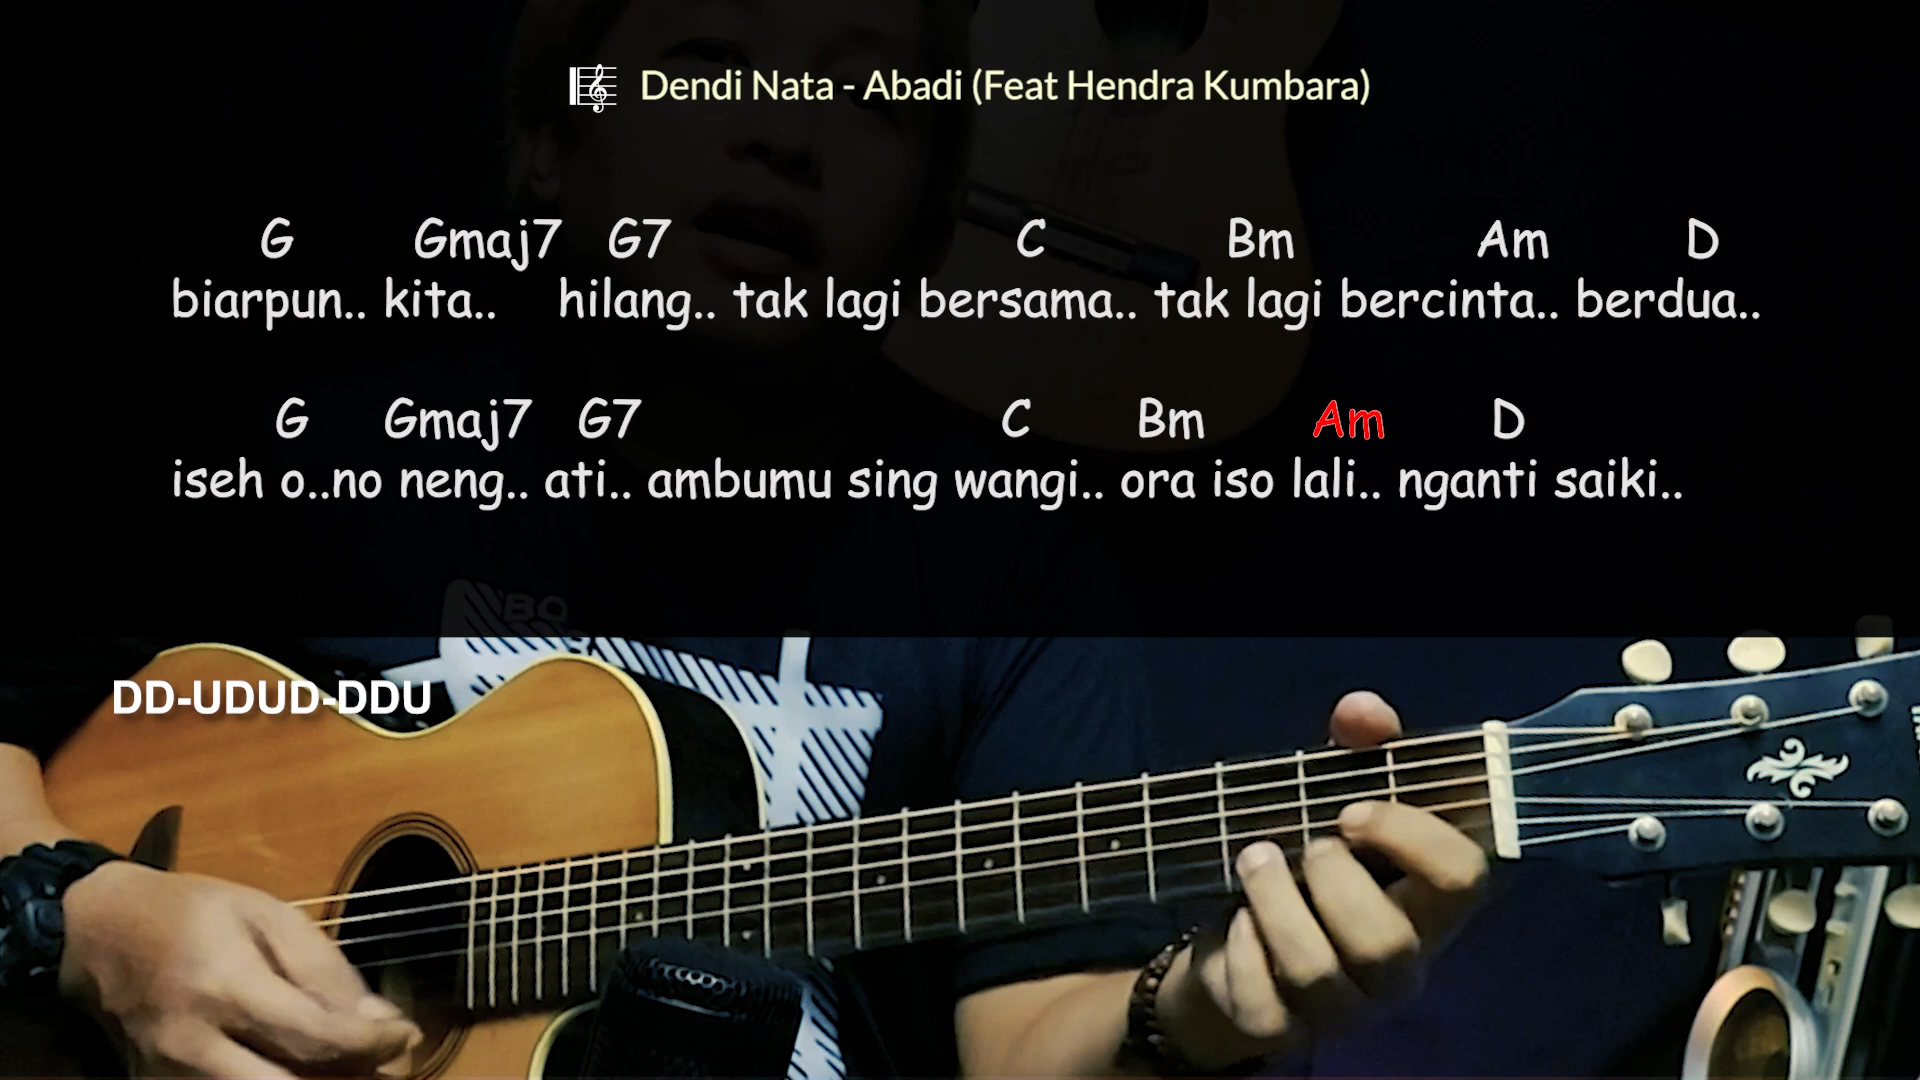 Dendi Nata - Abadi (Feat Hendra Kumbara)
G Gmaj7 G7 C Bm Am D
biarpun.. kita.. hilang.. tak lagi bersama.. tak lagi bercinta.. berdua..
G Gmaj7 G7 C Bm Am D
iseh o..no neng.. ati.. ambumu sing wangi.. ora iso lali.. nganti saiki..
BO
DD-UDUD-DDU